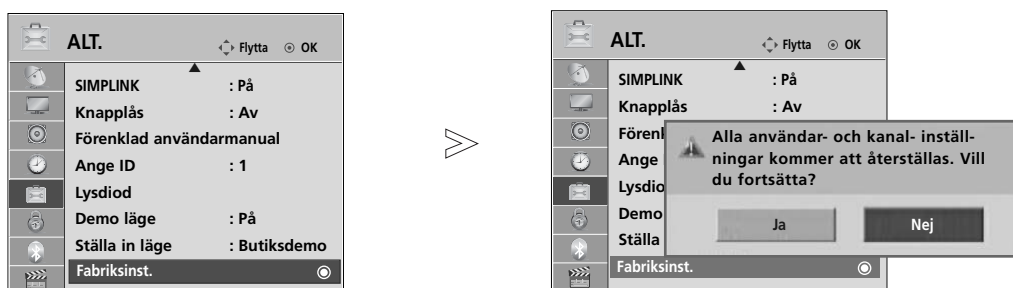 ALT.
Flytta
OK
SIMPLINK : På
Knapplås : Av
Förenklad användarmanual
Ange ID : 1
Lysdiod
Demo läge : På
Ställa in läge : Butiksdemo
Fabriksinst.
ALT.
Flytta
OK
SIMPLINK : På
Knapplås : Av
Fören
Ange
Lysdio
Demo
Ställa
Fabriksinst.
Alla användar- och kanal- inställ-
ningar kommer att återställas. Vill
du fortsätta?
Ja
Nej